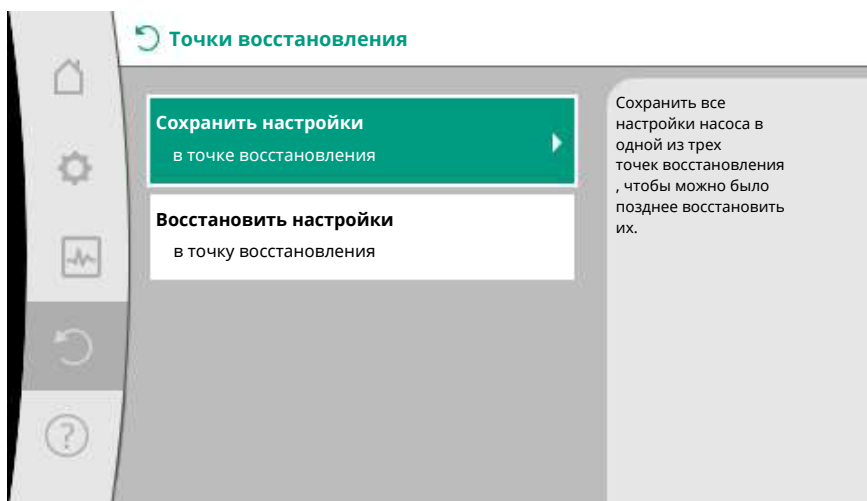 Точки восстановления
Сохранить настройки
в точке восстановления
Восстановить настройки
в точку восстановления
Сохранить все
настройки насоса в
одной из трех
точек восстановления
, чтобы можно было
позднее восстановить
их.
?